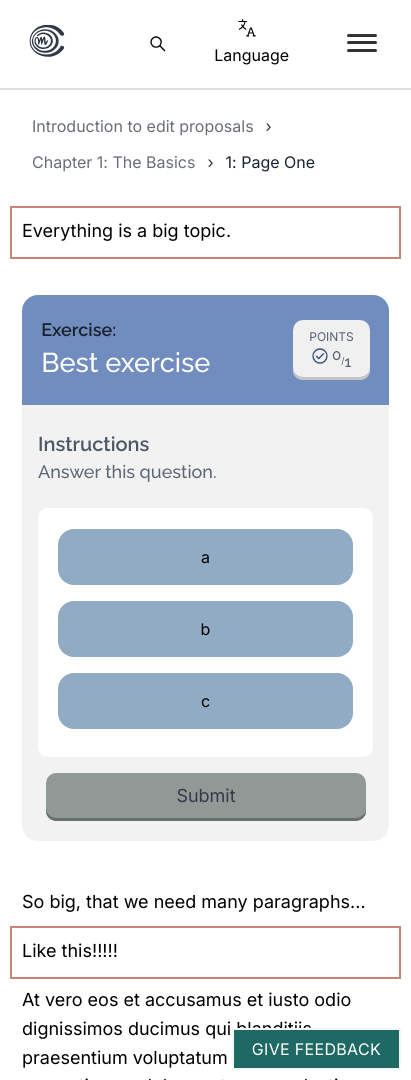 Language
Introduction to edit proposals ›
Chapter 1: The Basics › 1: Page One
Everything is a big topic.
Exercise:
Best exercise
POINTS
0/1
Instructions
Answer this question.
a
b
c
Submit
So big, that we need many paragraphs...
Like this!!!!!
At vero eos et accusamus et iusto odio
dignissimos ducimus qui blanditiis
praesentium voluptatum
GIVE FEEDBACK